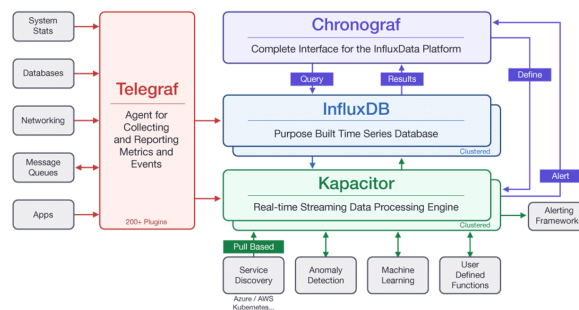 System
Stats
Databases
Networking
Message
Queues
Apps
Telegraf
Agent for
Collecting
and Reporting
Metrics and
Events
200+ Plugins
Chronograf
Complete Interface for the InfluxData Platform
Query
Results
Define
InfluxDB
Purpose Built Time Series Database
Clustered
Alert
Kapacitor
Real-time Streaming Data Processing Engine
Clustered
Alerting
Frameworks
Pull Based
Service
Discovery
Azure / AWS
Kubernetes...
Anomaly
Detection
Machine
Learning
User
Defined
Functions